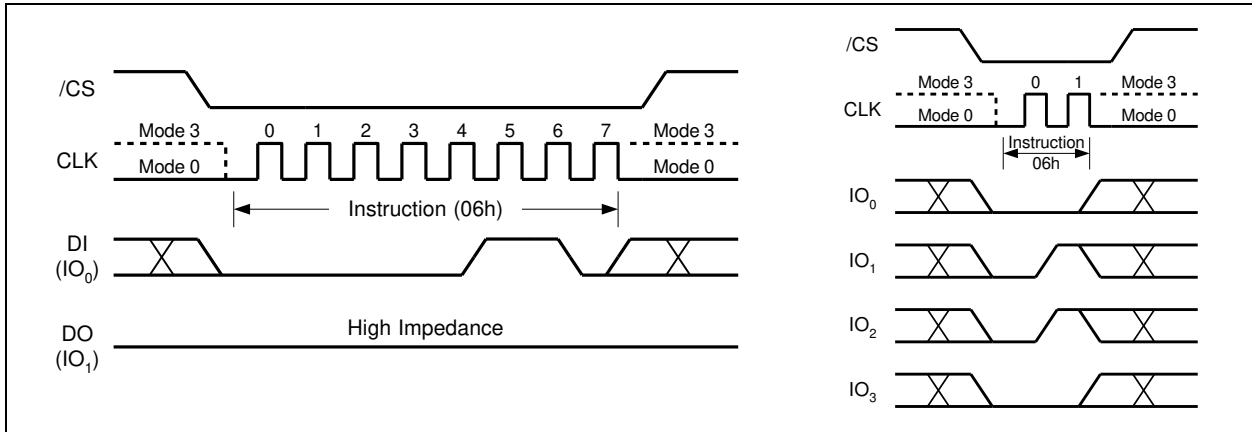 /CS
Mode 3 0 1 2 3 4 5 6 7 Mode 3
CLK
Mode 0 Mode 0
Instruction (06h)
DI
(IO0)
High Impedance
DO
(IO1)
/CS
Mode 3 0 1 Mode 3
CLK
Mode 0 Mode 0
Instruction
06h
IO0
IO1
IO2
IO3